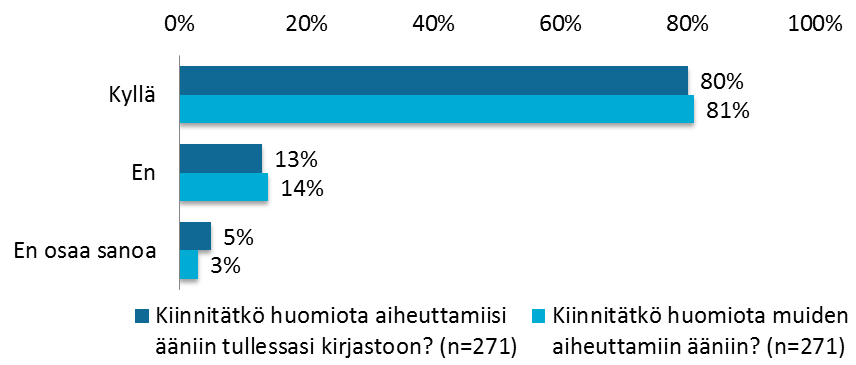 0% 20% 40% 60% 80% 100%
Kyllä
80%
81%
En
13%
14%
En osaa sanoa
5%
3%
Kiinnitätkö huomiota aiheuttamiisi
ääniin tullessasi kirjastoon? (n=271)
Kiinnitätkö huomiota muiden
aiheuttamiin ääniin? (n=271)